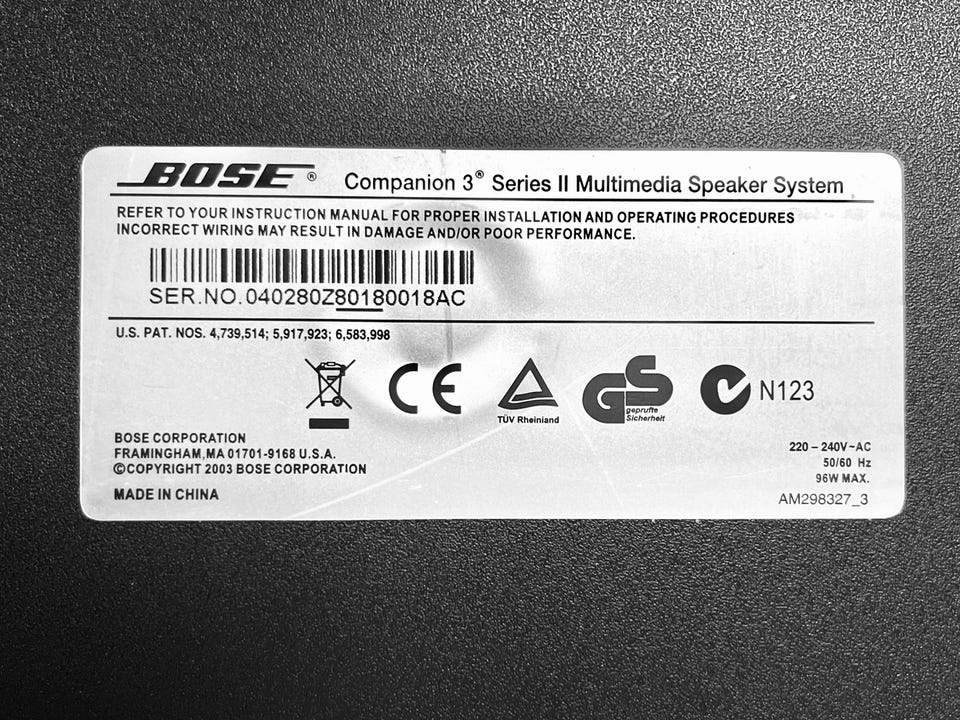 BOSE® Companion 3® Series II Multimedia Speaker System
REFER TO YOUR INSTRUCTION MANUAL FOR PROPER INSTALLATION AND OPERATING PROCEDURES
INCORRECT WIRING MAY RESULT IN DAMAGE AND/OR POOR PERFORMANCE.
SER.NO.040280Z80180018AC
U.S. PAT. NOS. 4,739,514; 5,917,923; 6,583,998
CE
TÜV Rheinland
GS
geprüfte
Sicherheit
N123
BOSE CORPORATION
FRAMINGHAM,MA 01701-9168 U.S.A.
©COPYRIGHT 2003 BOSE CORPORATION
MADE IN CHINA
220 – 240V~AC
50/60 Hz
96W MAX.
AM298327_3